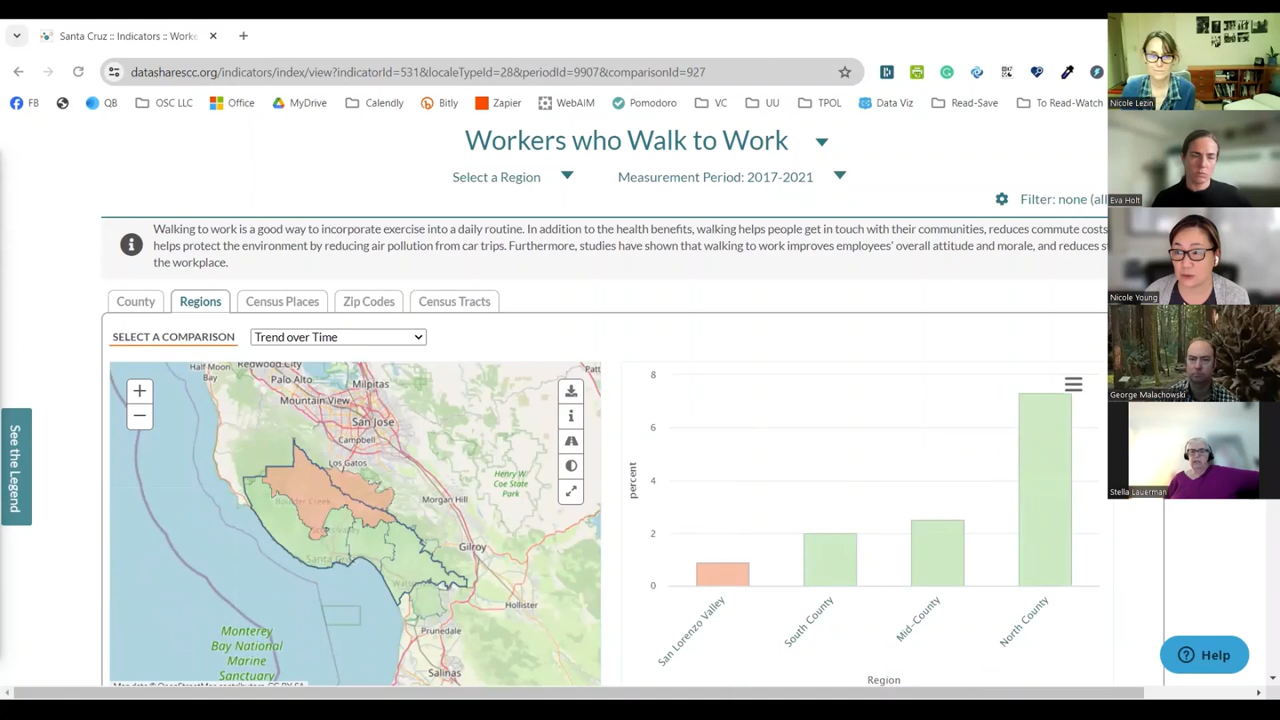 Santa Cruz :: Indicators :: Worke
datasharescc.org/indicators/index/view?indicatorId=531&localeTypeId=28&periodId=9907&comparisonId=927
FB
QB
OSC LLC
Office
MyDrive
Calendly
Bitly
Zapier
WebAIM
Pomodoro
VC
UU
TPOL
Data Viz
Read-Save
To Read-Watch
Workers who Walk to Work
Select a Region
Measurement Period: 2017-2021
Filter: none (all
Walking to work is a good way to incorporate exercise into a daily routine. In addition to the health benefits, walking helps people get in touch with their communities, reduces commute costs
helps protect the environment by reducing air pollution from car trips. Furthermore, studies have shown that walking to work improves employees' overall attitude and morale, and reduces s
the workplace.
County
Regions
Census Places
Zip Codes
Census Tracts
SELECT A COMPARISON
Trend over Time
See the Legend
Half Moon
Bay
Redwood City
Palo Alto
Milpitas
Mountain View
San Jose
Campbell
Los Gatos
Morgan Hill
Henry W
Coe State
Park
Boulder Creek
Santa Cruz
Gilroy
Hollister
Prunedale
Salinas
Monterey
Bay National
Marine
Sanctuary
8
6
4
2
0
percent
San Lorenzo Valley
South County
Mid-County
North County
Region
Help
Nicole Lezin
Eva Holt
Nicole Young
George Malachowski
Stella Lauerman